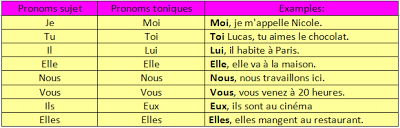 Pronoms sujet Pronoms toniques Examples:
Je Moi Moi, je m'appelle Nicole.
Tu Toi Toi Lucas, tu aimes le chocolat.
Il Lui Lui, il habite à Paris.
Elle Elle Elle, elle va à la maison.
Nous Nous Nous, nous travaillons ici.
Vous Vous Vous, vous venez à 20 heures.
Ils Eux Eux, ils sont au cinéma
Elles Elles Elles, elles mangent au restaurant.